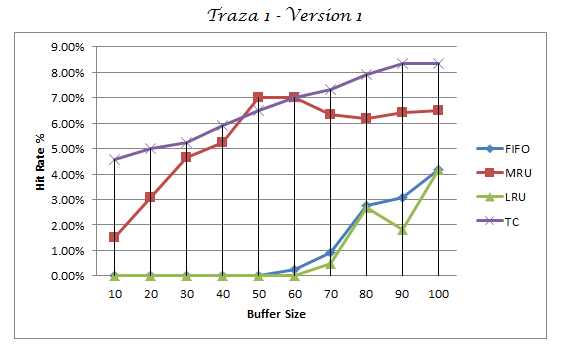 Traza 1 - Version 1
9.00%
8.00%
7.00%
6.00%
5.00%
4.00%
3.00%
2.00%
1.00%
0.00%
Hit Rate %
10 20 30 40 50 60 70 80 90 100
Buffer Size
FIFO
MRU
LRU
TC